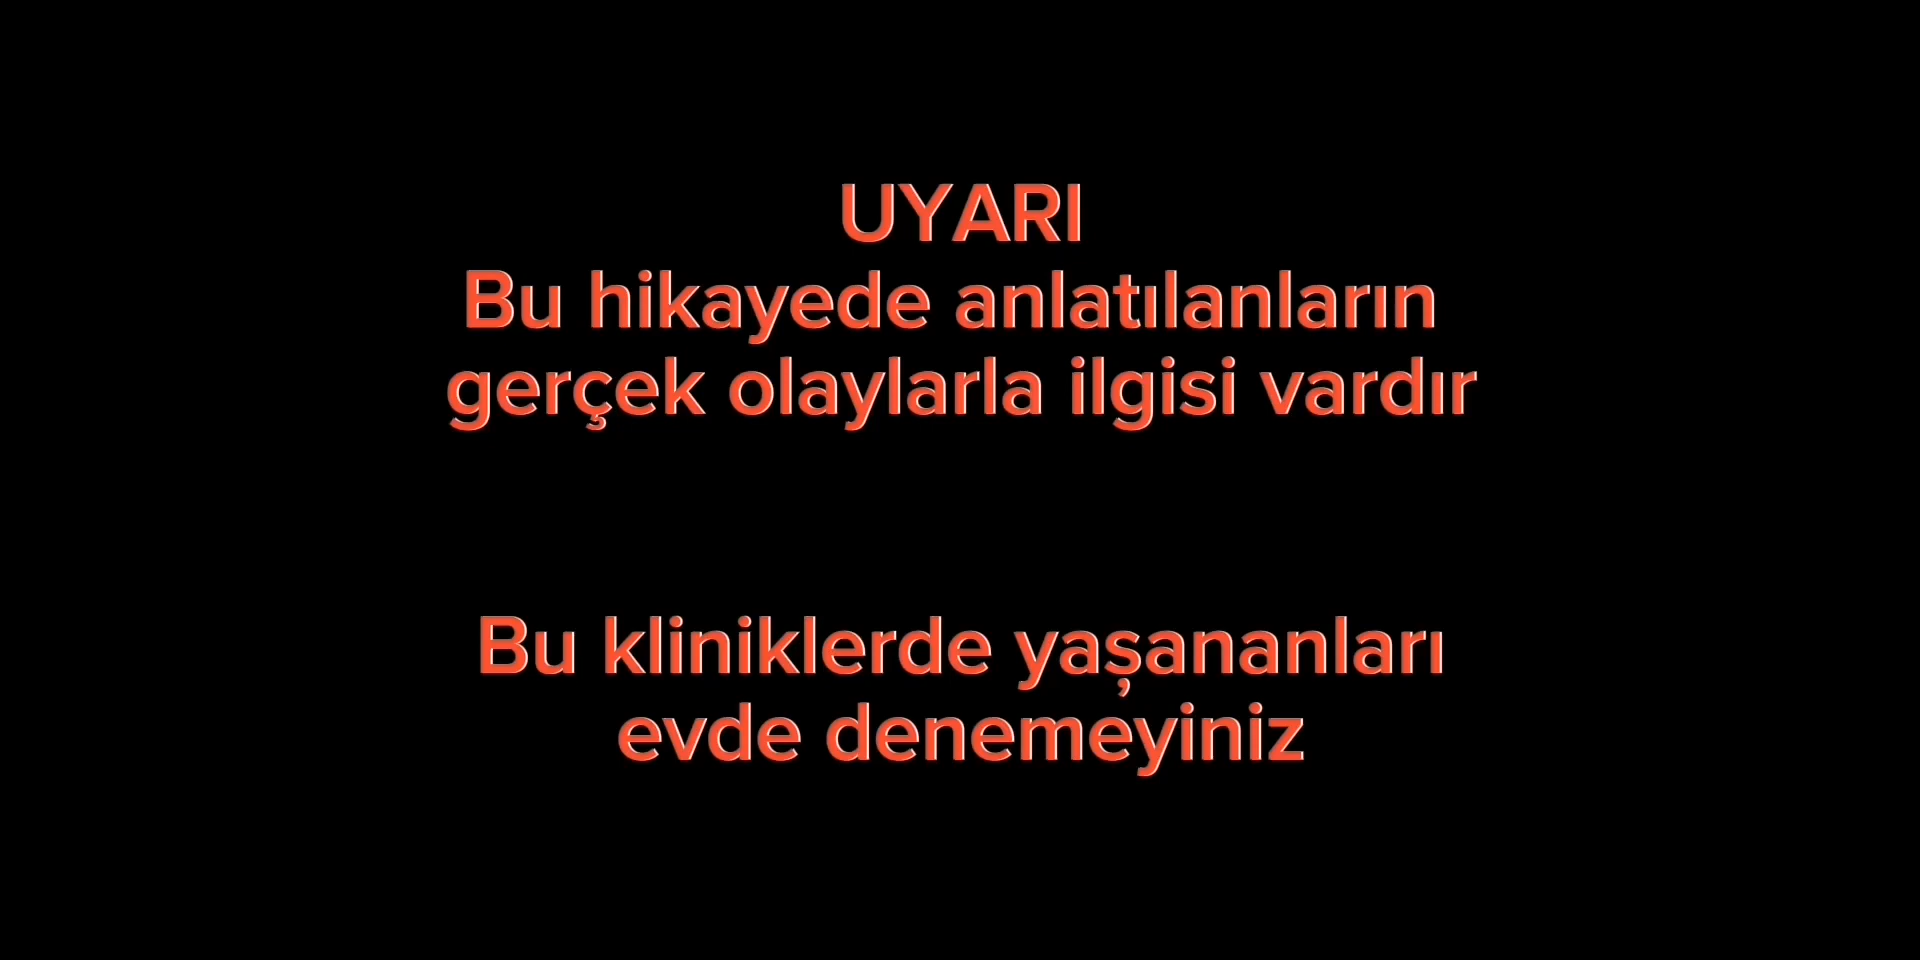 UYARI
Bu hikayede anlatılanların
gerçek olaylarla ilgisi vardır
Bu kliniklerde yaşananları
evde denemeyiniz